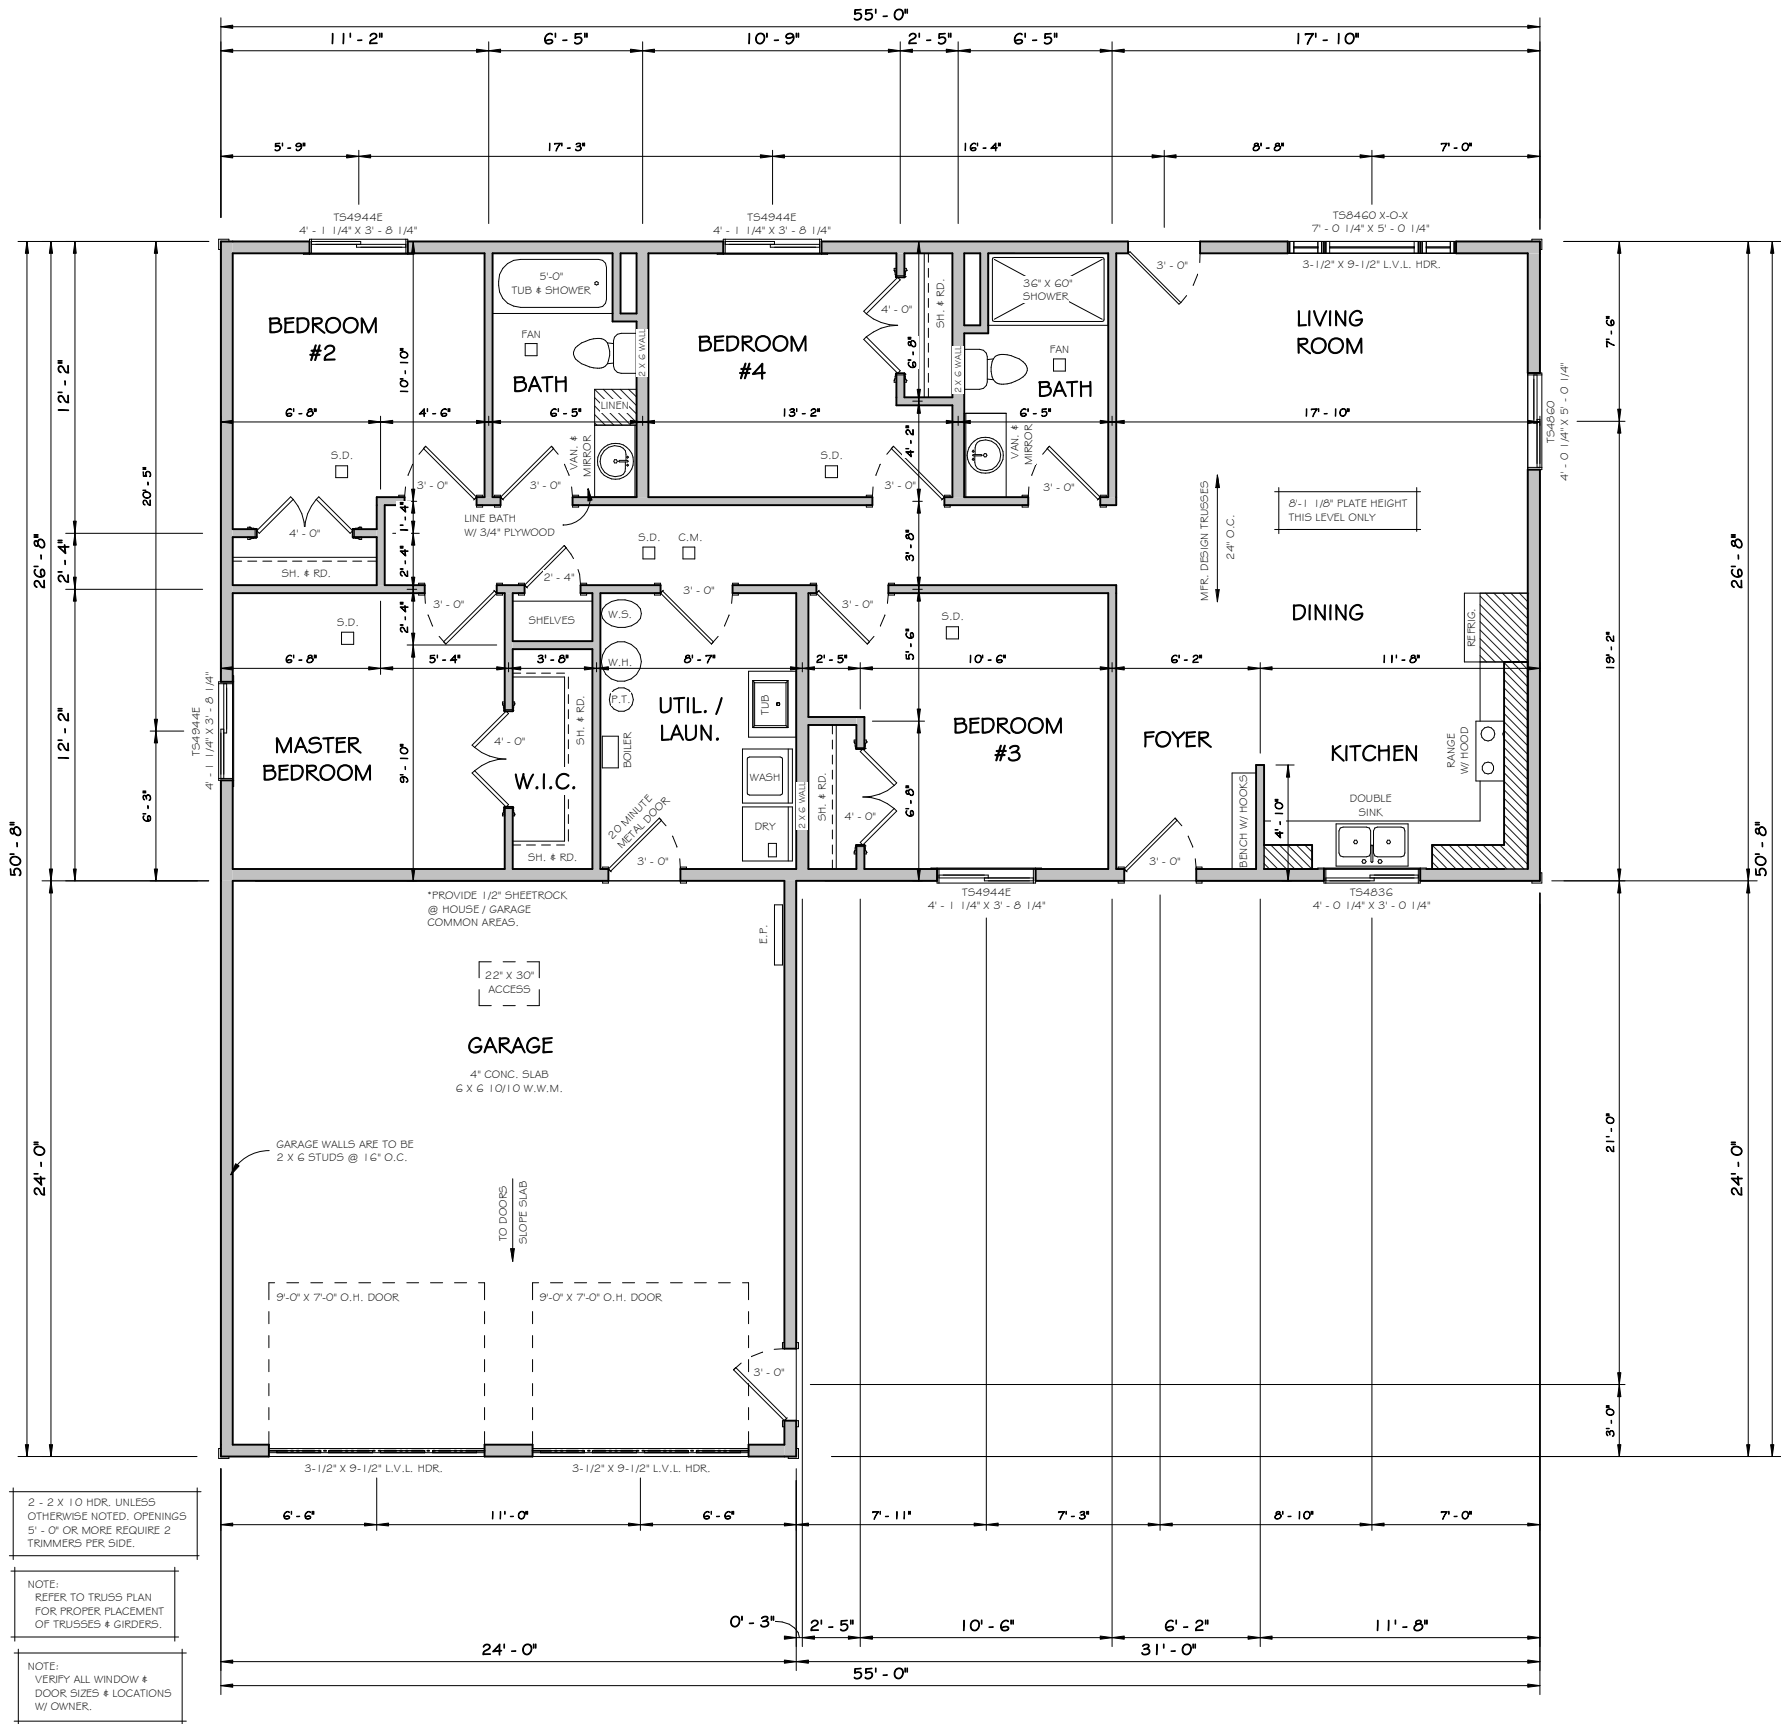 55' - 0"
11' - 2"
6' - 5"
10' - 9"
2' - 5"
6' - 5"
17' - 10"
5' - 9"
17' - 3"
16' - 4"
8' - 8"
7' - 0"
TS4944E
4' - 1 1/4" X 3' - 8 1/4"
TS4944E
4' - 1 1/4" X 3' - 8 1/4"
TS8460 X-O-X
7' - 0 1/4" X 5' - 0 1/4"
3-1/2" X 9-1/2" L.V.L. HDR.
3' - 0"
5'-0"
TUB & SHOWER
36" X 60"
SHOWER
BEDROOM
#2
FAN
BATH
2 X 6 WALL
LINEN
VAN. &
MIRROR
BEDROOM
#4
4' - 0"
SH. & RD.
6' - 8"
2 X 6 WALL
FAN
BATH
VAN. &
MIRROR
LIVING
ROOM
10' - 10"
6' - 8"
4' - 6"
6' - 5"
13' - 2"
6' - 5"
17' - 10"
4' - 2"
S.D.
3' - 0"
3' - 0"
S.D.
3' - 0"
3' - 0"
12' - 2"
20' - 5"
26' - 8"
2' - 4"
12' - 2"
6' - 3"
50' - 8"
24' - 0"
7' - 6"
TS4860
4' - 0 1/4" X 5' - 0 1/4"
26' - 8"
19' - 2"
50' - 8"
21' - 0"
24' - 0"
3' - 0"
MFR. DESIGN TRUSSES
24" O.C.
8'-1 1/8" PLATE HEIGHT
THIS LEVEL ONLY
LINE BATH
W/ 3/4" PLYWOOD
1' - 4"
2' - 4"
4' - 0"
SH. & RD.
S.D.
C.M.
3' - 8"
2' - 4"
3' - 0"
3' - 0"
3' - 0"
SHELVES
W.S.
DINING
REFRIG.
S.D.
2' - 4"
S.D.
5' - 6"
6' - 8"
5' - 4"
3' - 8"
W.H.
8' - 7"
2' - 5"
10' - 6"
6' - 2"
11' - 8"
TS4944E
4' - 1 1/4" X 3' - 8 1/4"
P.T.
UTIL. /
LAUN.
TUB
BEDROOM
#3
FOYER
KITCHEN
RANGE
W/ HOOD
MASTER
BEDROOM
9' - 10"
4' - 0"
W.I.C.
SH. & RD.
BOILER
WASH
DRY
2 X 6 WALL
SH. & RD.
4' - 0"
6' - 8"
DOUBLE
SINK
BENCH W/ HOOKS
4' - 10"
20 MINUTE
METAL DOOR
SH. & RD.
3' - 0"
3' - 0"
TS4944E
4' - 1 1/4" X 3' - 8 1/4"
TS4836
4' - 0 1/4" X 3' - 0 1/4"
*PROVIDE 1/2" SHEETROCK
@ HOUSE / GARAGE
COMMON AREAS.
E.P.
22" X 30"
ACCESS
GARAGE
4" CONC. SLAB
6 X 6 10/10 W.W.M.
GARAGE WALLS ARE TO BE
2 X 6 STUDS @ 16" O.C.
TO DOORS
SLOPE SLAB
9'-0" X 7'-0" O.H. DOOR
9'-0" X 7'-0" O.H. DOOR
3' - 0"
3-1/2" X 9-1/2" L.V.L. HDR.
3-1/2" X 9-1/2" L.V.L. HDR.
6' - 6"
11' - 0"
6' - 6"
7' - 11"
7' - 3"
8' - 10"
7' - 0"
2 - 2 X 10 HDR. UNLESS
OTHERWISE NOTED. OPENINGS
5' - 0" OR MORE REQUIRE 2
TRIMMERS PER SIDE.
NOTE:
REFER TO TRUSS PLAN
FOR PROPER PLACEMENT
OF TRUSSES & GIRDERS.
NOTE:
VERIFY ALL WINDOW &
DOOR SIZES & LOCATIONS
W/ OWNER.
0' - 3"
2' - 5"
10' - 6"
6' - 2"
11' - 8"
24' - 0"
31' - 0"
55' - 0"